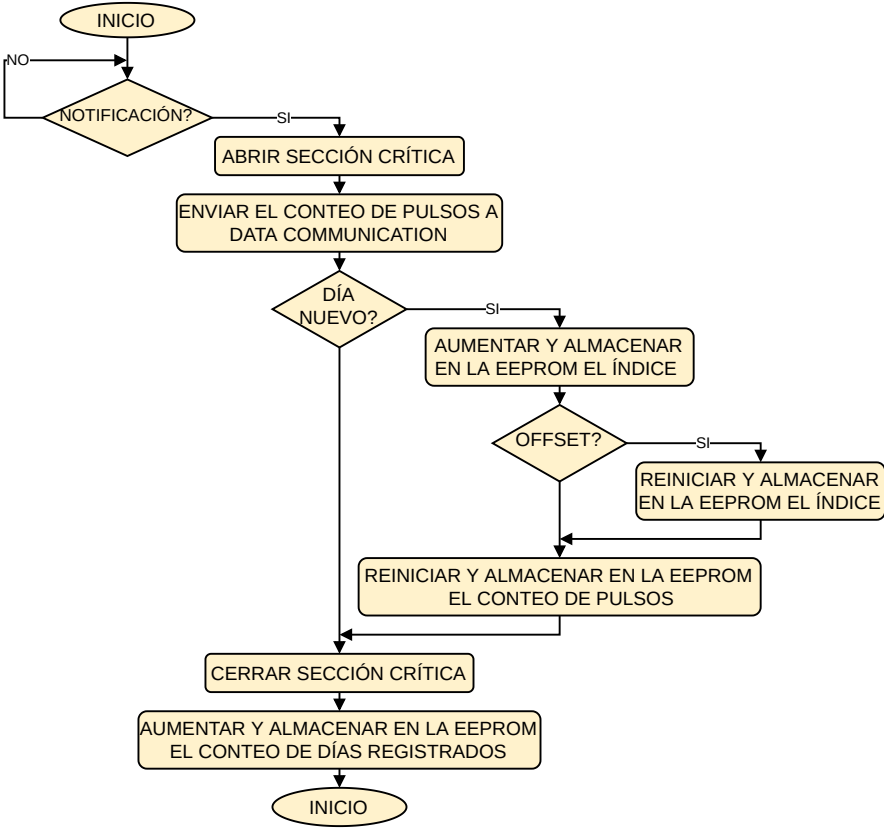 INICIO
NO
NOTIFICACIÓN?
SI
ABRIR SECCIÓN CRÍTICA
ENVIAR EL CONTEO DE PULSOS A
DATA COMMUNICATION
DÍA
NUEVO?
SI
AUMENTAR Y ALMACENAR
EN LA EEPROM EL ÍNDICE
OFFSET?
SI
REINICIAR Y ALMACENAR
EN LA EEPROM EL ÍNDICE
REINICIAR Y ALMACENAR EN LA EEPROM
EL CONTEO DE PULSOS
CERRAR SECCIÓN CRÍTICA
AUMENTAR Y ALMACENAR EN LA EEPROM
EL CONTEO DE DÍAS REGISTRADOS
INICIO